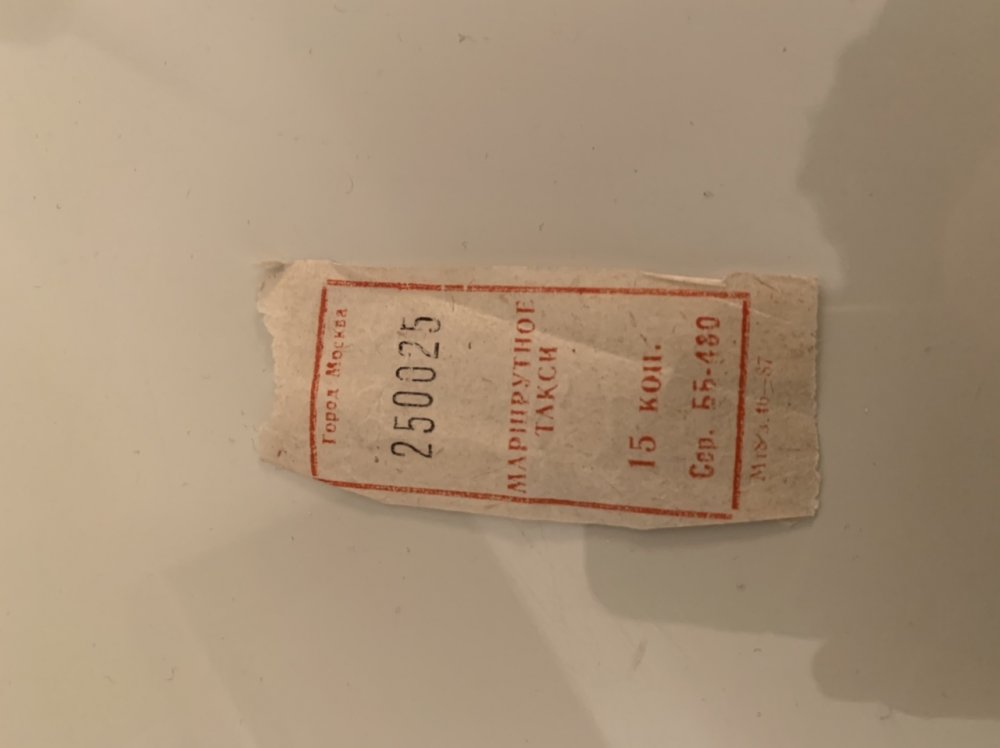 Город Москва
250025
МАРШРУТНОЕ
ТАКСИ
15 КОП.
Сер. ББ-480